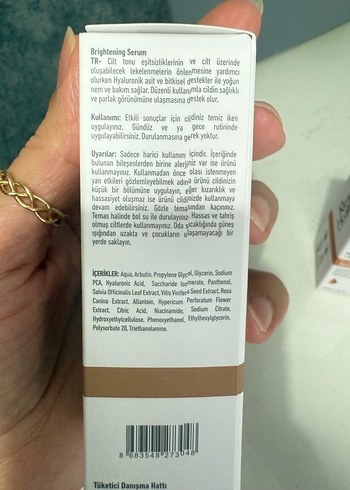 Brightening Serum
TR- Cilt tonu eşitsizliklerinin ve cilt üzerinde
oluşabilecek lekelenmelerin önlenmesine yardımcı
olurken Hyaluronik asit ve bitkisel destekler ile yoğun
nem ve bakım sağlar. Düzenli kullanımla cildin sağlıklı
ve parlak görünümüne ulaşmasına destek olur.
Kullanımı: Etkili sonuçlar için cildiniz temiz iken
uygulayınız. Gündüz ve ya gece rutininde
uygulayabilirsiniz. Durulanmasına gerek yoktur.
Uyarılar: Sadece harici kullanım içindir. İçeriğinde
bulunan bileşenlerden birine alerjiniz var ise ürünü
kullanmayınız. Kullanmadan önce olası istenmeyen
yan etkileri gözlemleyebilmek adına ürünü cildinizin
küçük bir bölümüne uygulayın, eğer kızarıklık ve
hassasiyet oluşmaz ise ürünü cildinizde kullanmaya
devam edebilirsiniz. Gözle temasından kaçınınız.
Temas halinde bol su ile durulayınız. Hassas ve tahriş
olmuş ciltlerde kullanmayınız. Oda sıcaklığında güneş
ışığından uzakta ve çocukların ulaşamayacağı bir
yerde saklayın.
İÇERİKLER: Aqua, Arbutin, Propylene Glycol, Glycerin, Sodium
PCA, Hyaluronic Acid, Saccharide Isomerate, Panthenol,
Salvia Officinalis Leaf Extract, Vitis Vinifera Seed Extract, Rosa
Canina Extract, Allantoin, Hypericum Perforatum Flower
Extract, Citric Acid, Niacinamide, Sodium Citrate,
Hydroxyethylcellulose, Phenoxyethanol, Ethylhexylglycerin,
Polysorbate 20, Triethanolamine.
8 683548 273048
Tüketici Danışma Hattı